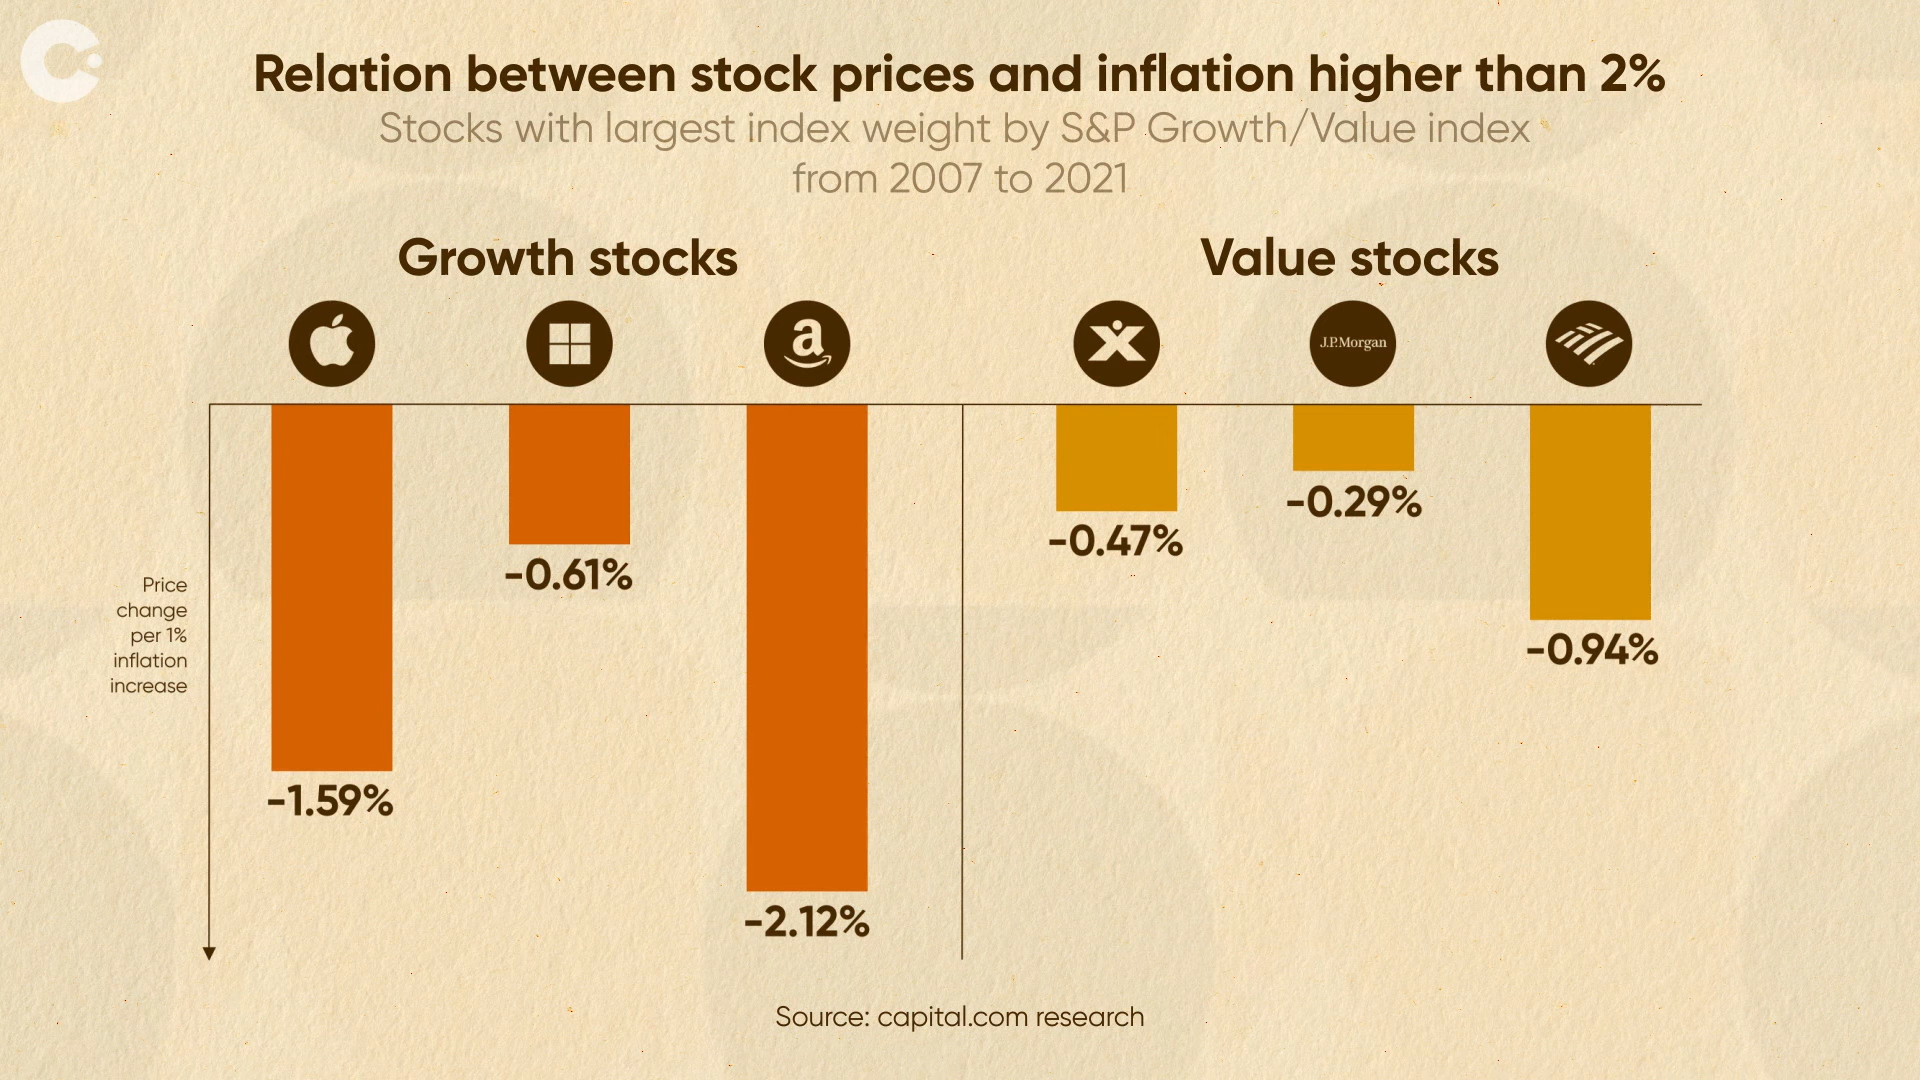 Relation between stock prices and inflation higher than 2%
Stocks with largest index weight by S&P Growth/Value index
from 2007 to 2021
Growth stocks
Value stocks
a
J.P.Morgan
-1.59%
-0.61%
-2.12%
-0.47%
-0.29%
-0.94%
Price
change
per 1%
inflation
increase
Source: capital.com research